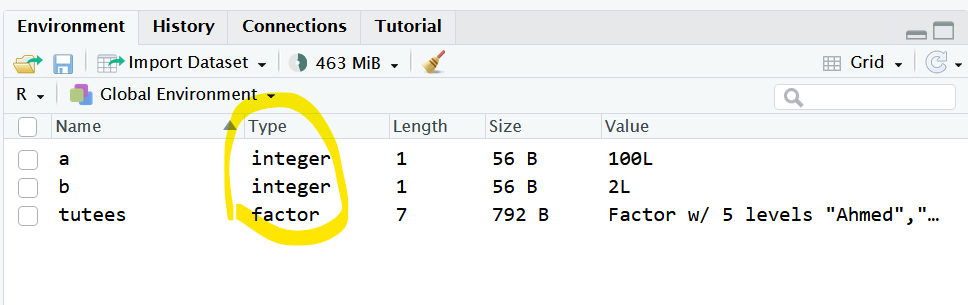 Environment History Connections Tutorial
Import Dataset 463 MiB Grid
R Global Environment
Name Type Length Size Value
a integer 1 56 B 100L
b integer 1 56 B 2L
tutees factor 7 792 B Factor w/ 5 levels "Ahmed","…